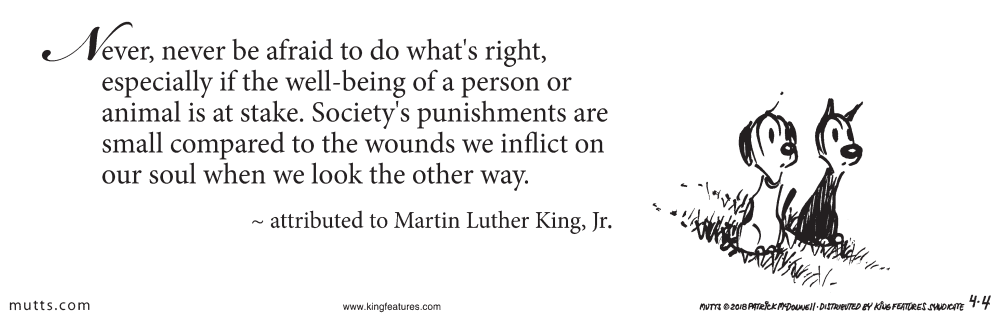 Never, never be afraid to do what's right,
especially if the well-being of a person or
animal is at stake. Society's punishments are
small compared to the wounds we inflict on
our soul when we look the other way.
~ attributed to Martin Luther King, Jr.
mutts.com
www.kingfeatures.com
MUTTS © 2018 PATRICK McDONNELL · DISTRIBUTED BY KING FEATURES SYNDICATE 4·4